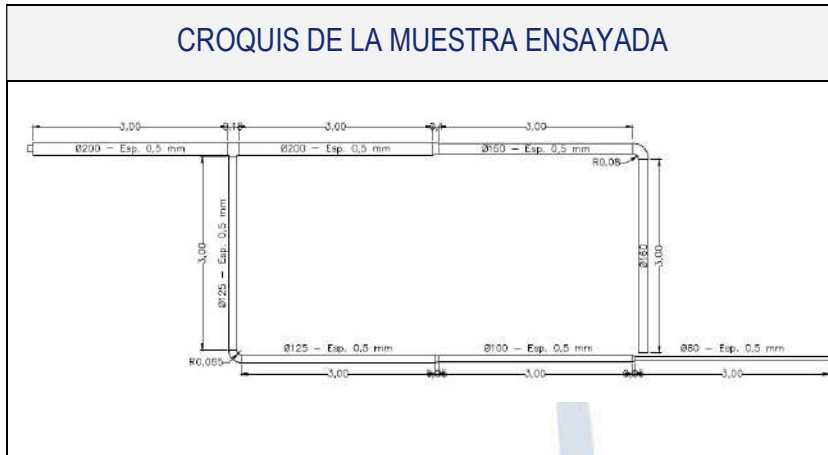 CROQUIS DE LA MUESTRA ENSAYADA
3,00
3,00
3,00
Ø200 – Esp. 0,5 mm
Ø200 – Esp. 0,5 mm
Ø160 – Esp. 0,5 mm
R0,08
3,00
Ø125 – Esp. 0,5 mm
Ø160
3,00
Ø125 – Esp. 0,5 mm
Ø100 – Esp. 0,5 mm
Ø80 – Esp. 0,5 mm
R0,065
3,00
3,00
3,00